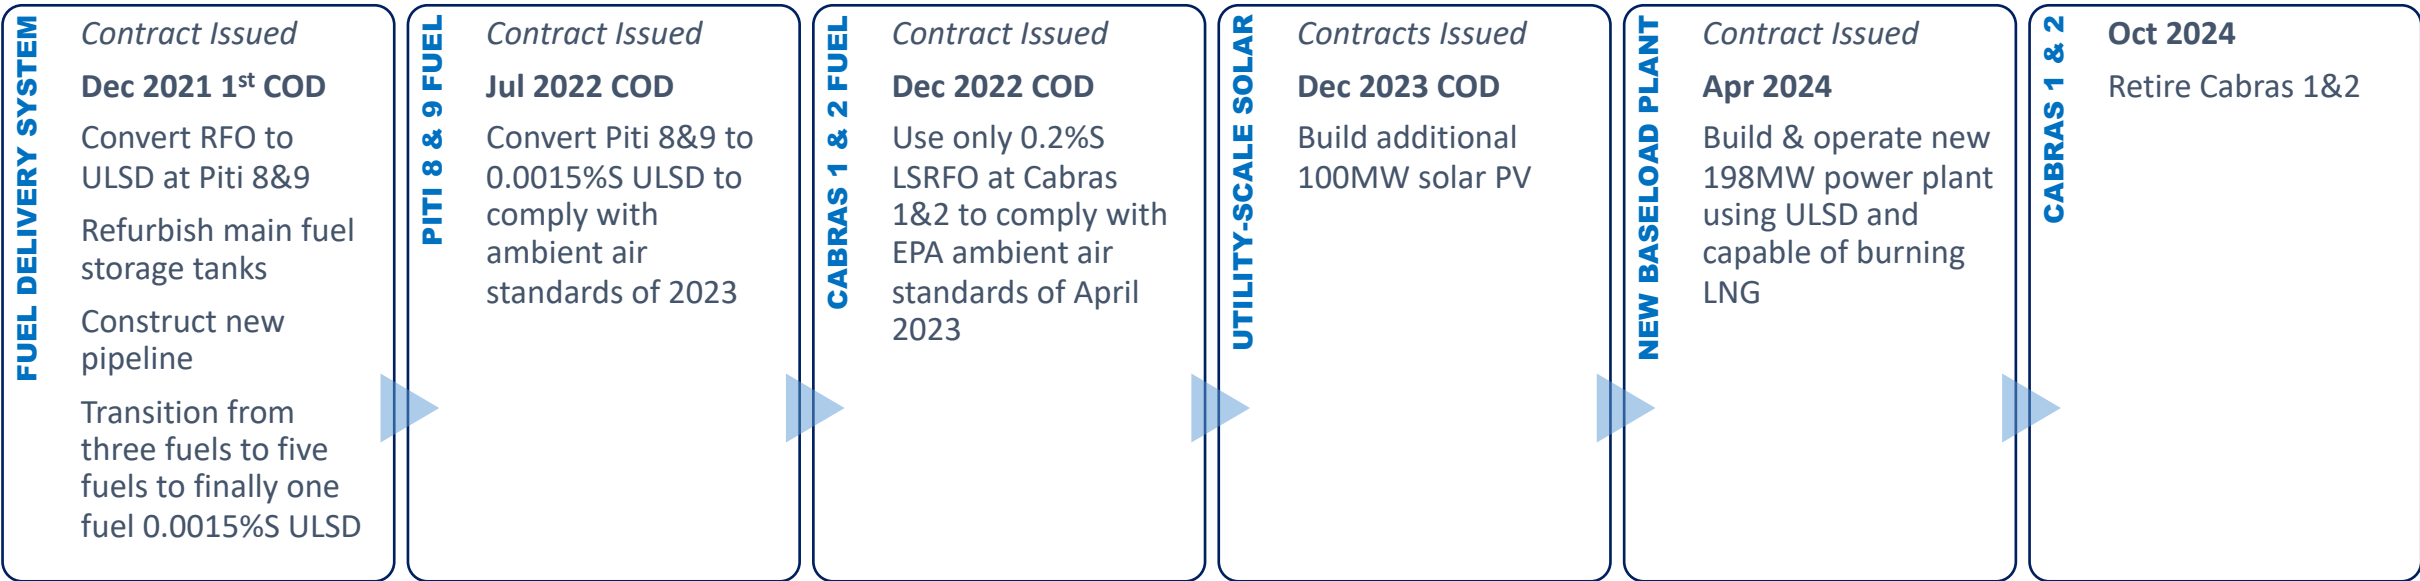 FUEL DELIVERY SYSTEM
Contract Issued
Dec 2021 1st COD
Convert RFO to
ULSD at Piti 8&9
Refurbish main fuel
storage tanks
Construct new
pipeline
Transition from
three fuels to five
fuels to finally one
fuel 0.0015%S ULSD
PITI 8 & 9 FUEL
Contract Issued
Jul 2022 COD
Convert Piti 8&9 to
0.0015%S ULSD to
comply with
ambient air
standards of 2023
CABRAS 1 & 2 FUEL
Contract Issued
Dec 2022 COD
Use only 0.2%S
LSRFO at Cabras
1&2 to comply with
EPA ambient air
standards of April
2023
UTILITY-SCALE SOLAR
Contracts Issued
Dec 2023 COD
Build additional
100MW solar PV
NEW BASELOAD PLANT
Contract Issued
Apr 2024
Build & operate new
198MW power plant
using ULSD and
capable of burning
LNG
CABRAS 1 & 2
Oct 2024
Retire Cabras 1&2